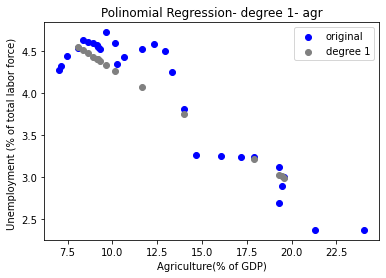 Polinomial Regression- degree 1- agr
original
degree 1
Unemployment (% of total labor force)
4.5
4.0
3.5
3.0
2.5
7.5 10.0 12.5 15.0 17.5 20.0 22.5
Agriculture(% of GDP)